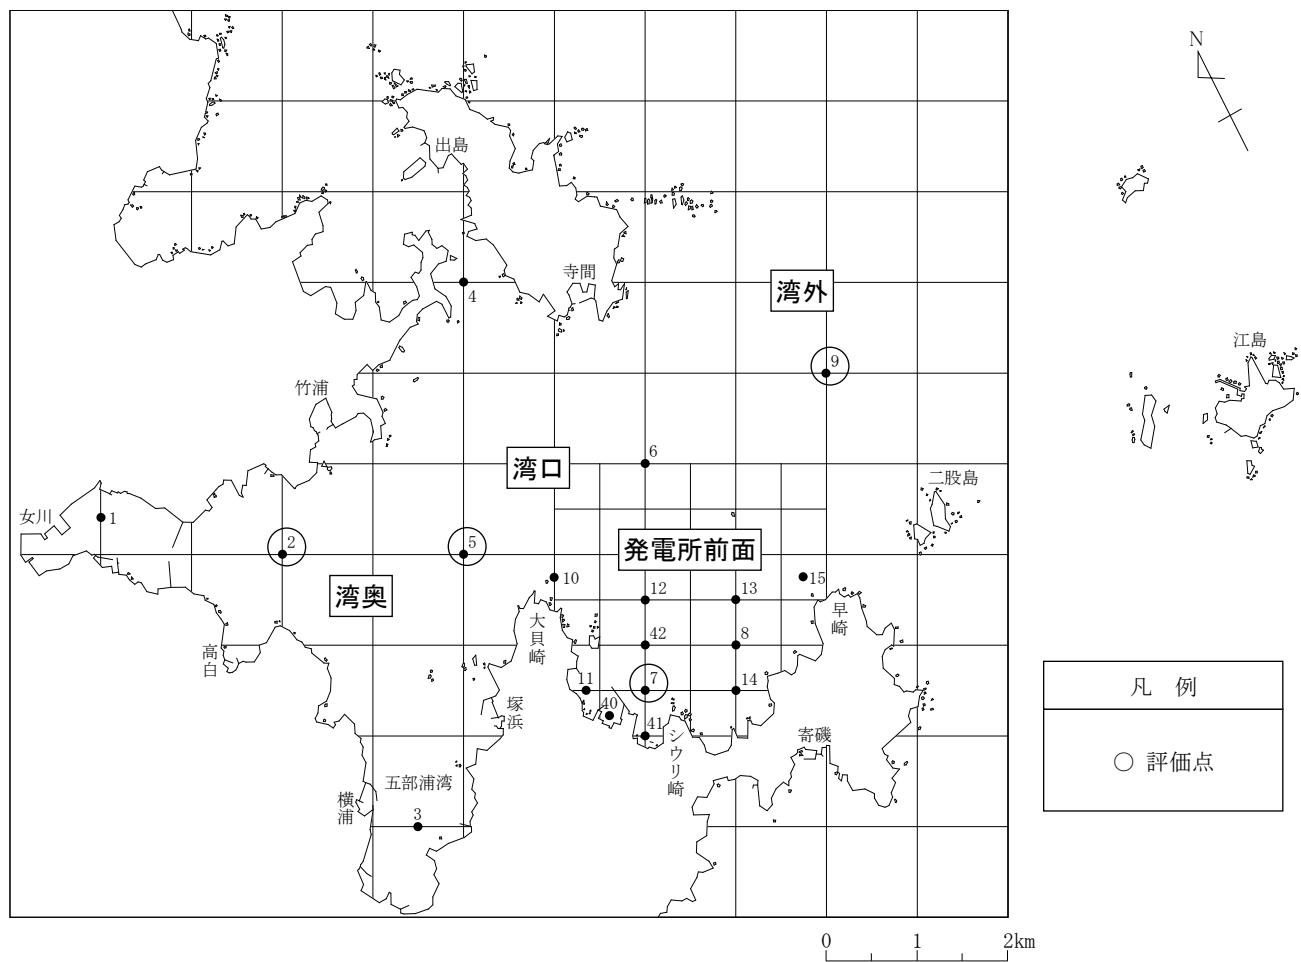 N
出島
寺間
4
湾外
9
江島
竹浦
湾口
6
二股島
女川
1
2
5
発電所前面
10
15
12
13
湾奥
大貝崎
早崎
42
8
高白
11
7
14
40
塚浜
41
シウリ崎
寄磯
五部浦湾
横浦
3
凡 例
○ 評価点
0 1 2km